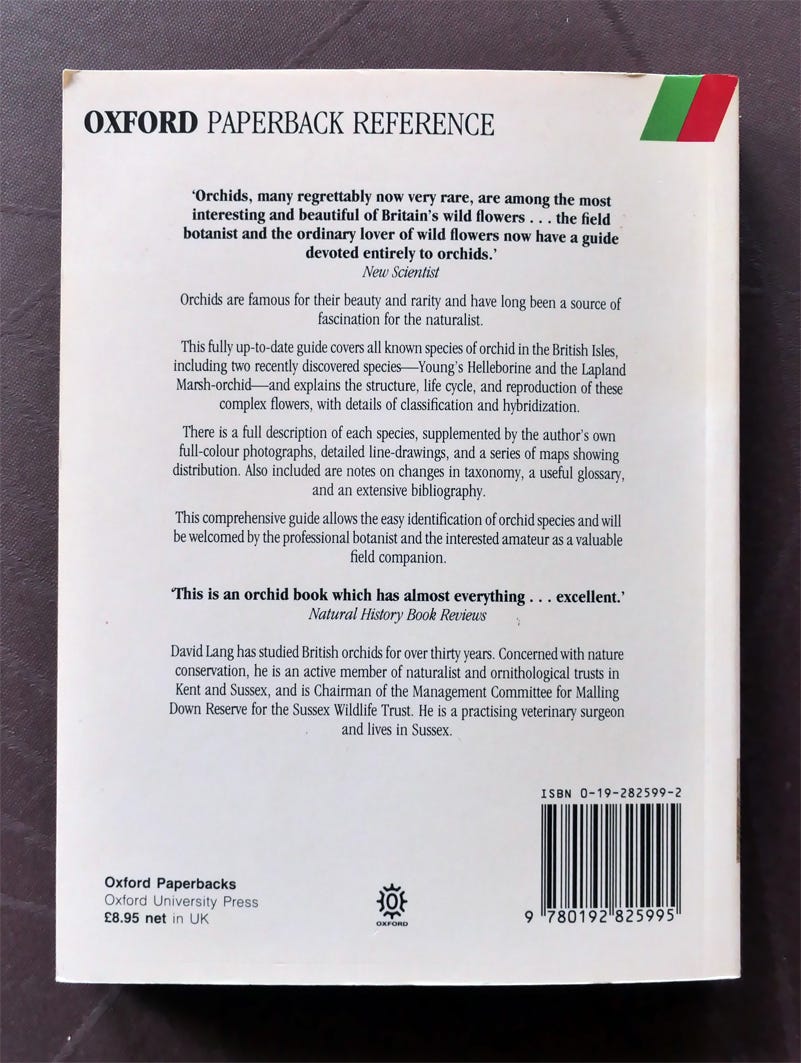 OXFORD PAPERBACK REFERENCE
‘Orchids, many regrettably now very rare, are among the most
interesting and beautiful of Britain’s wild flowers . . . the field
botanist and the ordinary lover of wild flowers now have a guide
devoted entirely to orchids.’
New Scientist
Orchids are famous for their beauty and rarity and have long been a source of
fascination for the naturalist.
This fully up-to-date guide covers all known species of orchid in the British Isles,
including two recently discovered species—Young’s Helleborine and the Lapland
Marsh-orchid—and explains the structure, life cycle, and reproduction of these
complex flowers, with details of classification and hybridization.
There is a full description of each species, supplemented by the author’s own
full-colour photographs, detailed line-drawings, and a series of maps showing
distribution. Also included are notes on changes in taxonomy, a useful glossary,
and an extensive bibliography.
This comprehensive guide allows the easy identification of orchid species and will
be welcomed by the professional botanist and the interested amateur as a valuable
field companion.
‘This is an orchid book which has almost everything . . . excellent.’
Natural History Book Reviews
David Lang has studied British orchids for over thirty years. Concerned with nature
conservation, he is an active member of naturalist and ornithological trusts in
Kent and Sussex, and is Chairman of the Management Committee for Malling
Down Reserve for the Sussex Wildlife Trust. He is a practising veterinary surgeon
and lives in Sussex.
ISBN 0-19-282599-2
9 780192 825995
Oxford Paperbacks
Oxford University Press
£8.95 net in UK
OXFORD